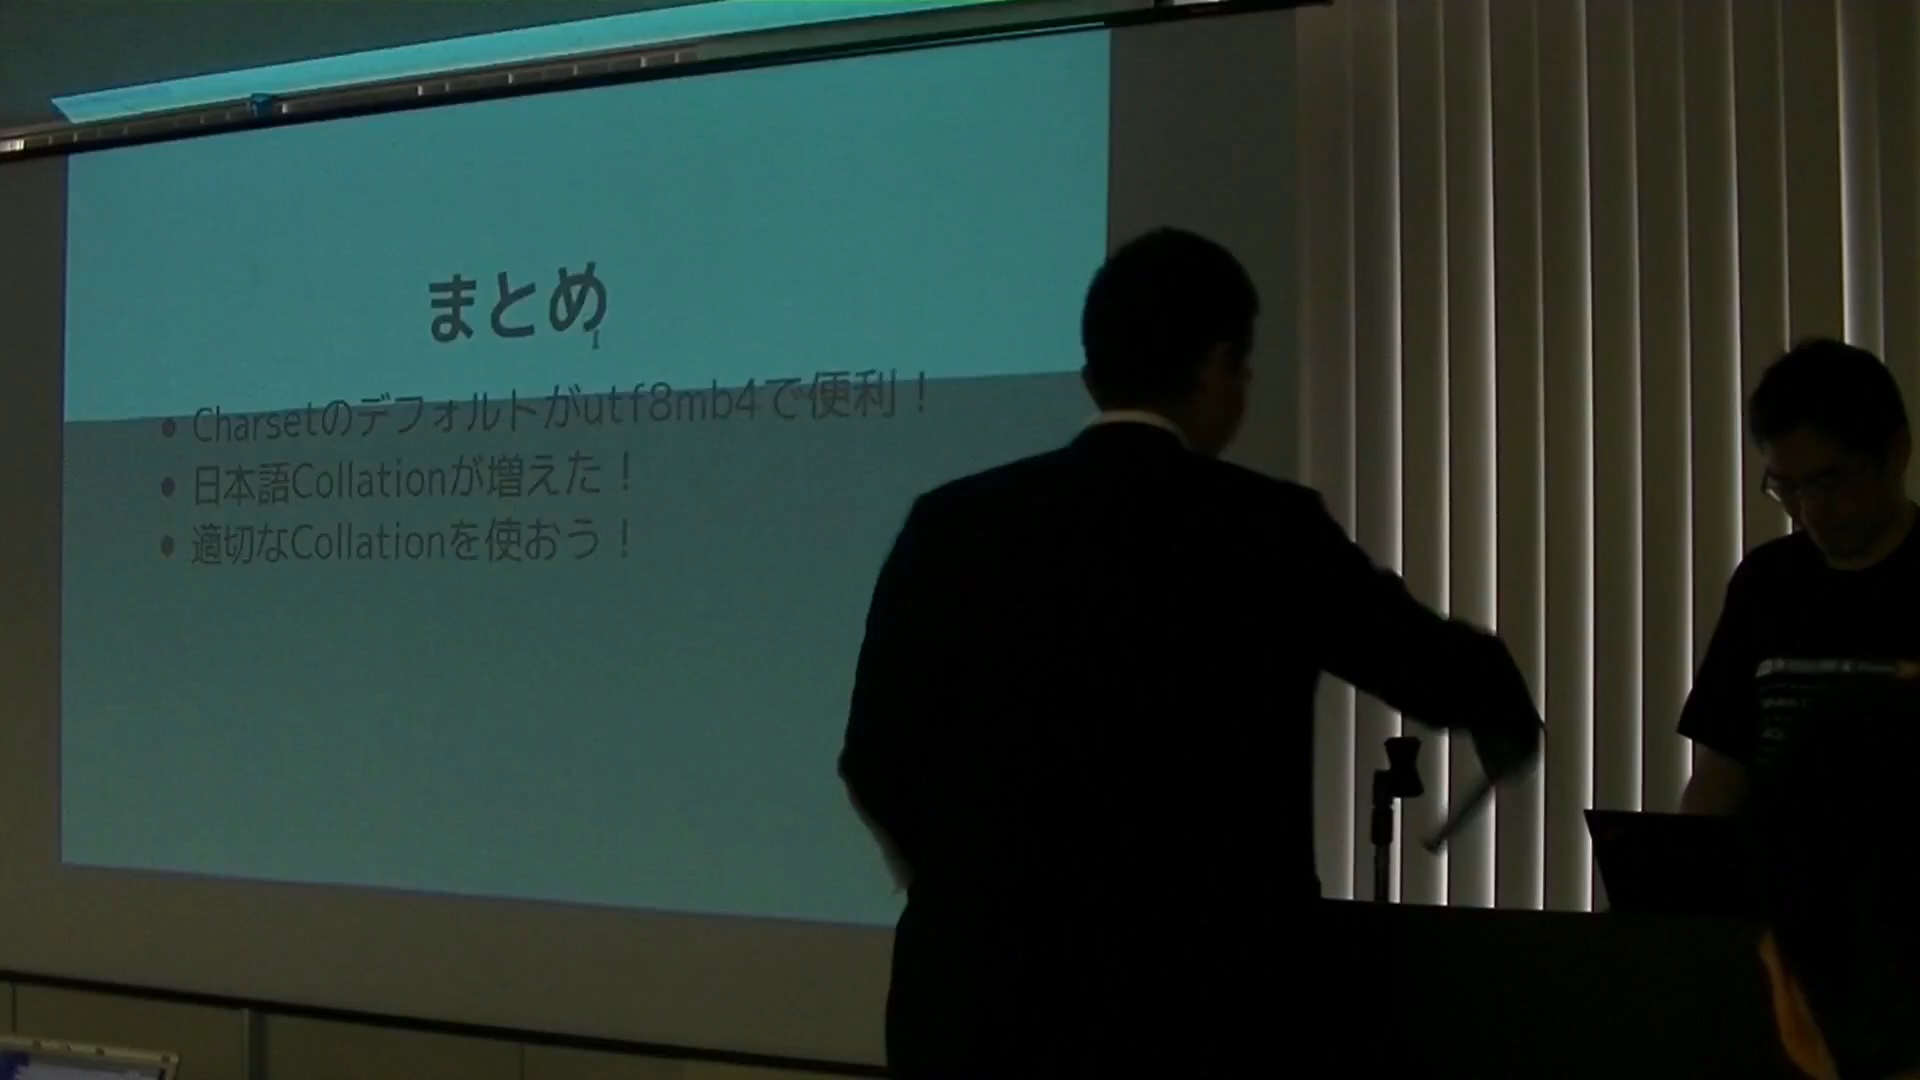 まとめ
Charsetのデフォルトがutf8mb4で便利！
日本語Collationが増えた！
適切なCollationを使おう！